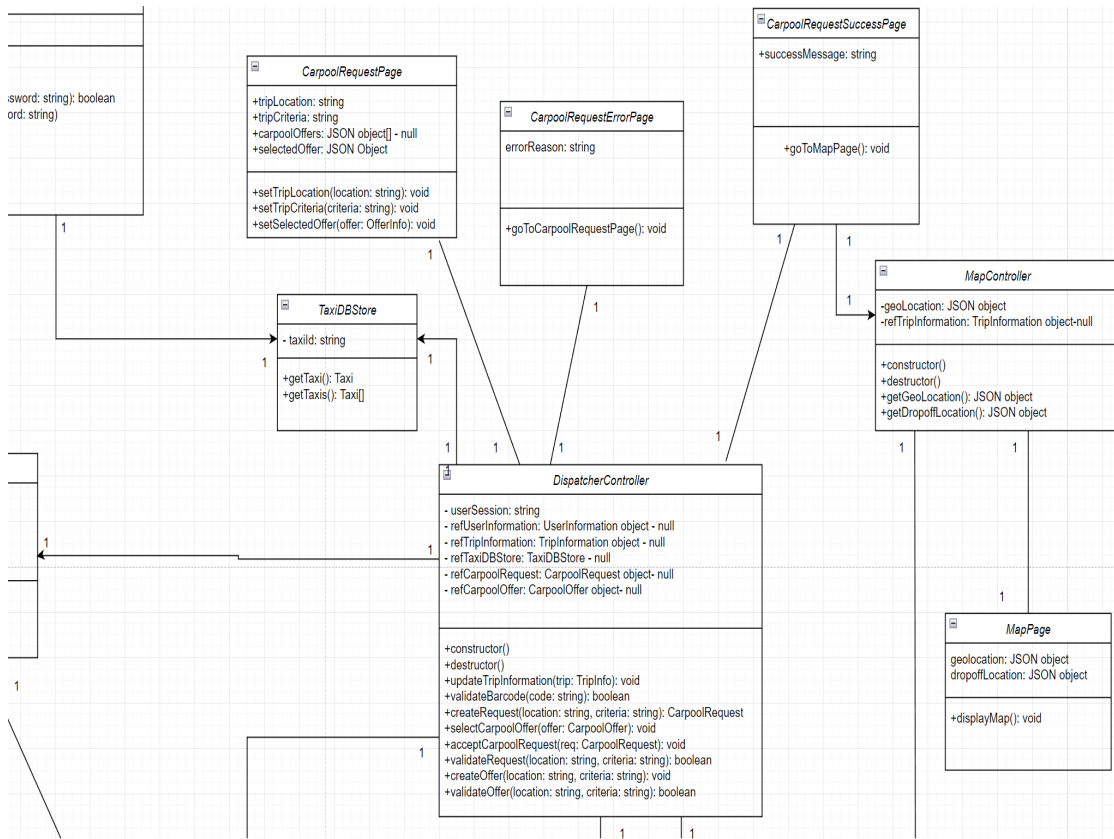 ssword: string): boolean
ord: string)
1
CarpoolRequestPage
+tripLocation: string
+tripCriteria: string
+carpoolOffers: JSON object[] - null
+selectedOffer: JSON Object
+setTripLocation(location: string): void
+setTripCriteria(criteria: string): void
+setSelectedOffer(offer: OfferInfo): void
1
CarpoolRequestErrorPage
errorReason: string
+goToCarpoolRequestPage(): void
1
CarpoolRequestSuccessPage
+successMessage: string
+goToMapPage(): void
1
1
1
MapController
-geoLocation: JSON object
-refTripInformation: TripInformation object-null
+constructor()
+destructor()
+getGeoLocation(): JSON object
+getDropoffLocation(): JSON object
1
1
TaxiDBStore
- taxiId: string
+getTaxi(): Taxi
+getTaxis(): Taxi[]
1
1
1
1
1
1
1
DispatcherController
- userSession: string
- refUserInformation: UserInformation object - null
- refTripInformation: TripInformation object - null
- refTaxiDBStore: TaxiDBStore - null
- refCarpoolRequest: CarpoolRequest object- null
- refCarpoolOffer: CarpoolOffer object- null
+constructor()
+destructor()
+updateTripInformation(trip: TripInfo): void
+validateBarcode(code: string): boolean
+createRequest(location: string, criteria: string): CarpoolRequest
+selectCarpoolOffer(offer: CarpoolOffer): void
+acceptCarpoolRequest(req: CarpoolRequest): void
+validateRequest(location: string, criteria: string): boolean
+createOffer(location: string, criteria: string): void
+validateOffer(location: string, criteria: string): boolean
1
1
1
1
1
1
1
MapPage
geolocation: JSON object
dropoffLocation: JSON object
+displayMap(): void